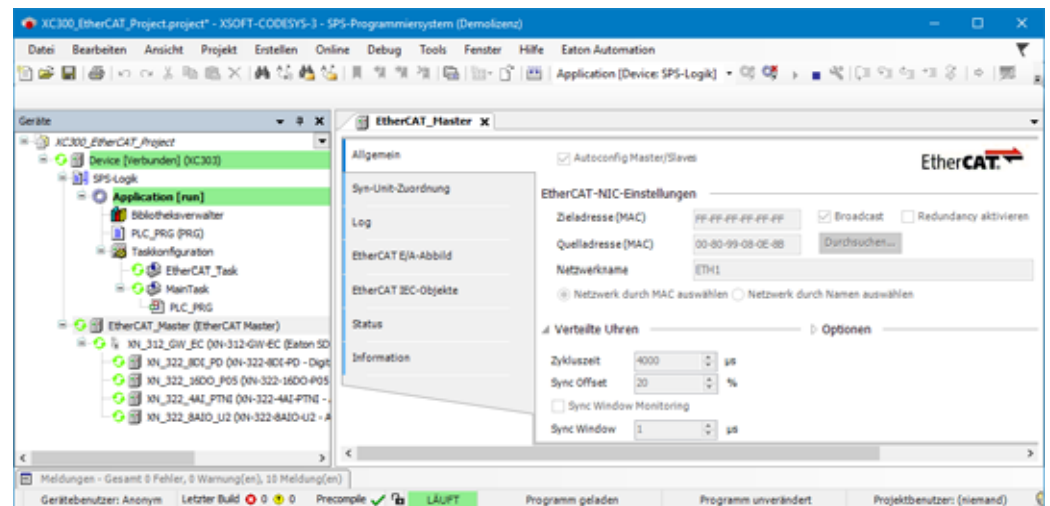 XC300_EtherCAT_Project.project* - XSOFT-CODESYS-3 - SPS-Programmiersystem (Demolizenz)
Datei Bearbeiten Ansicht Projekt Erstellen Online Debug Tools Fenster Hilfe Eaton Automation
Application [Device: SPS-Logik]
Geräte
XC300_EtherCAT_Project
Device [Verbunden] (XC303)
SPS-Logik
Application [run]
Bibliotheksverwalter
PLC_PRG (PRG)
Taskkonfiguration
EtherCAT_Task
MainTask
PLC_PRG
EtherCAT_Master (EtherCAT Master)
XN_312_GW_EC (XN-312-GW-EC (Eaton SD
XN_322_8DI_PD (XN-322-8DI-PD - Digit
XN_322_16DO_P05 (XN-322-16DO-P05
XN_322_4AI_PTNI (XN-322-4AI-PTNI -
XN_322_8AIO_U2 (XN-322-8AIO-U2 - A
EtherCAT_Master
Allgemein
Syn-Unit-Zuordnung
Log
EtherCAT E/A-Abbild
EtherCAT IEC-Objekte
Status
Information
Autoconfig Master/Slaves
EtherCAT.
EtherCAT-NIC-Einstellungen
Zieladresse (MAC) FF-FF-FF-FF-FF-FF Broadcast Redundancy aktivieren
Quelladresse (MAC) 00-80-99-08-0E-8B Durchsuchen...
Netzwerkname ETH1
Netzwerk durch MAC auswählen Netzwerk durch Namen auswählen
Verteilte Uhren Optionen
Zykluszeit 4000 µs
Sync Offset 20 %
Sync Window Monitoring
Sync Window 1 µs
Meldungen - Gesamt 0 Fehler, 0 Warnung(en), 10 Meldung(en)
Gerätebenutzer: Anonym Letzter Build 0 0 Precompile LÄUFT Programm geladen Programm unverändert Projektbenutzer: (niemand)